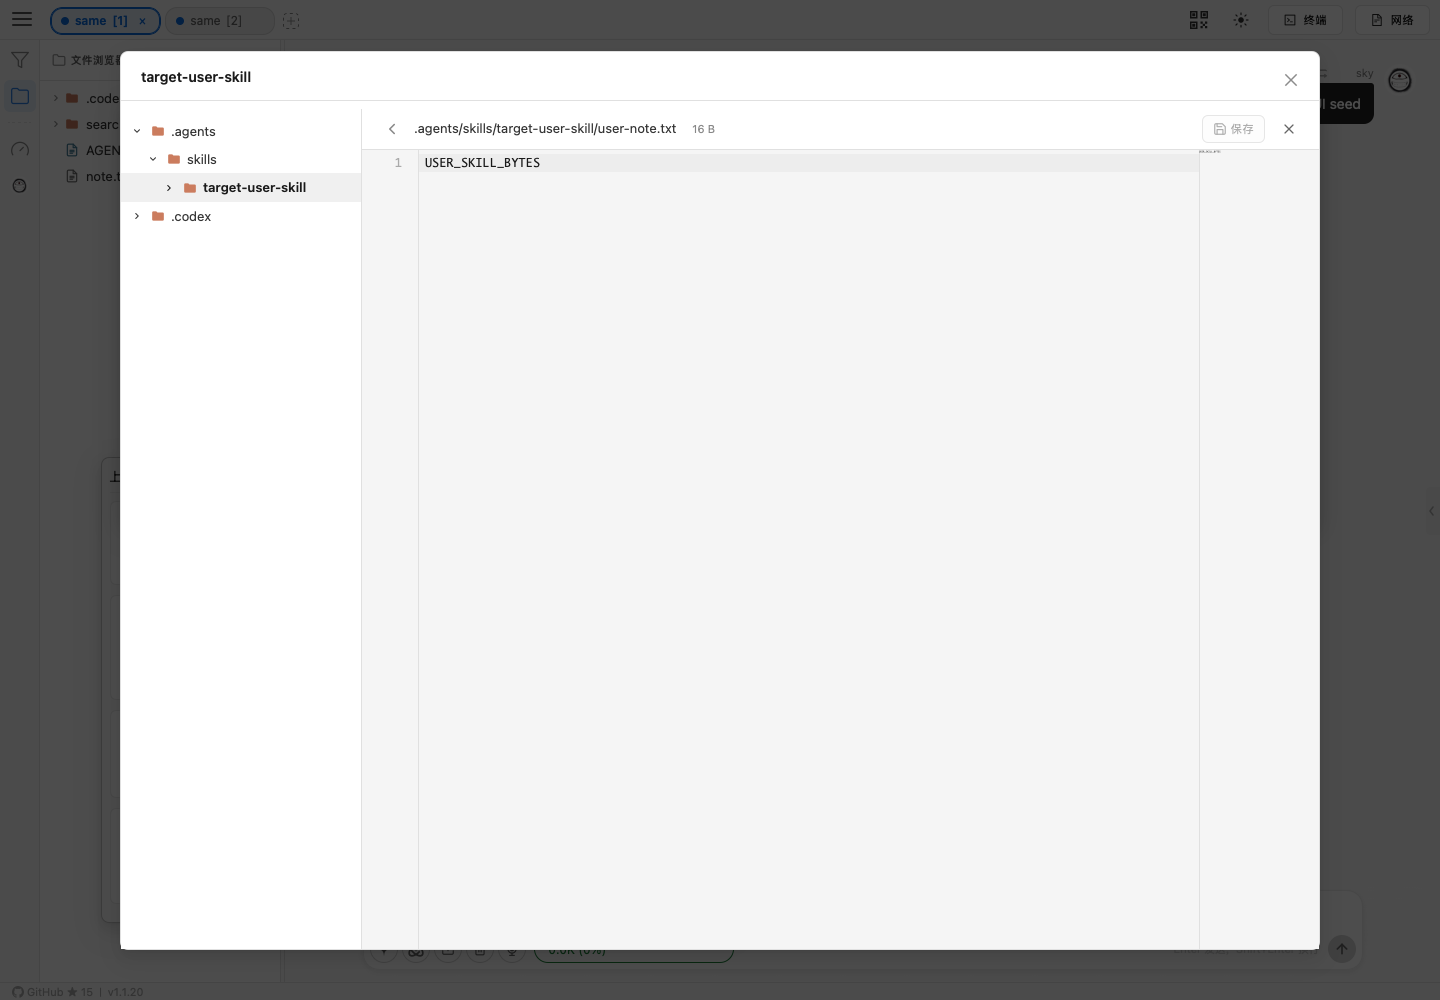 same [1] ×
same [2]
终端
网络
文件浏览
sky
target-user-skill
.code
searc
AGEN
note.t
ll seed
.agents
skills
target-user-skill
.codex
.agents/skills/target-user-skill/user-note.txt
16 B
保存
1
USER_SKILL_BYTES
上
GitHub ★ 15 | v1.1.20